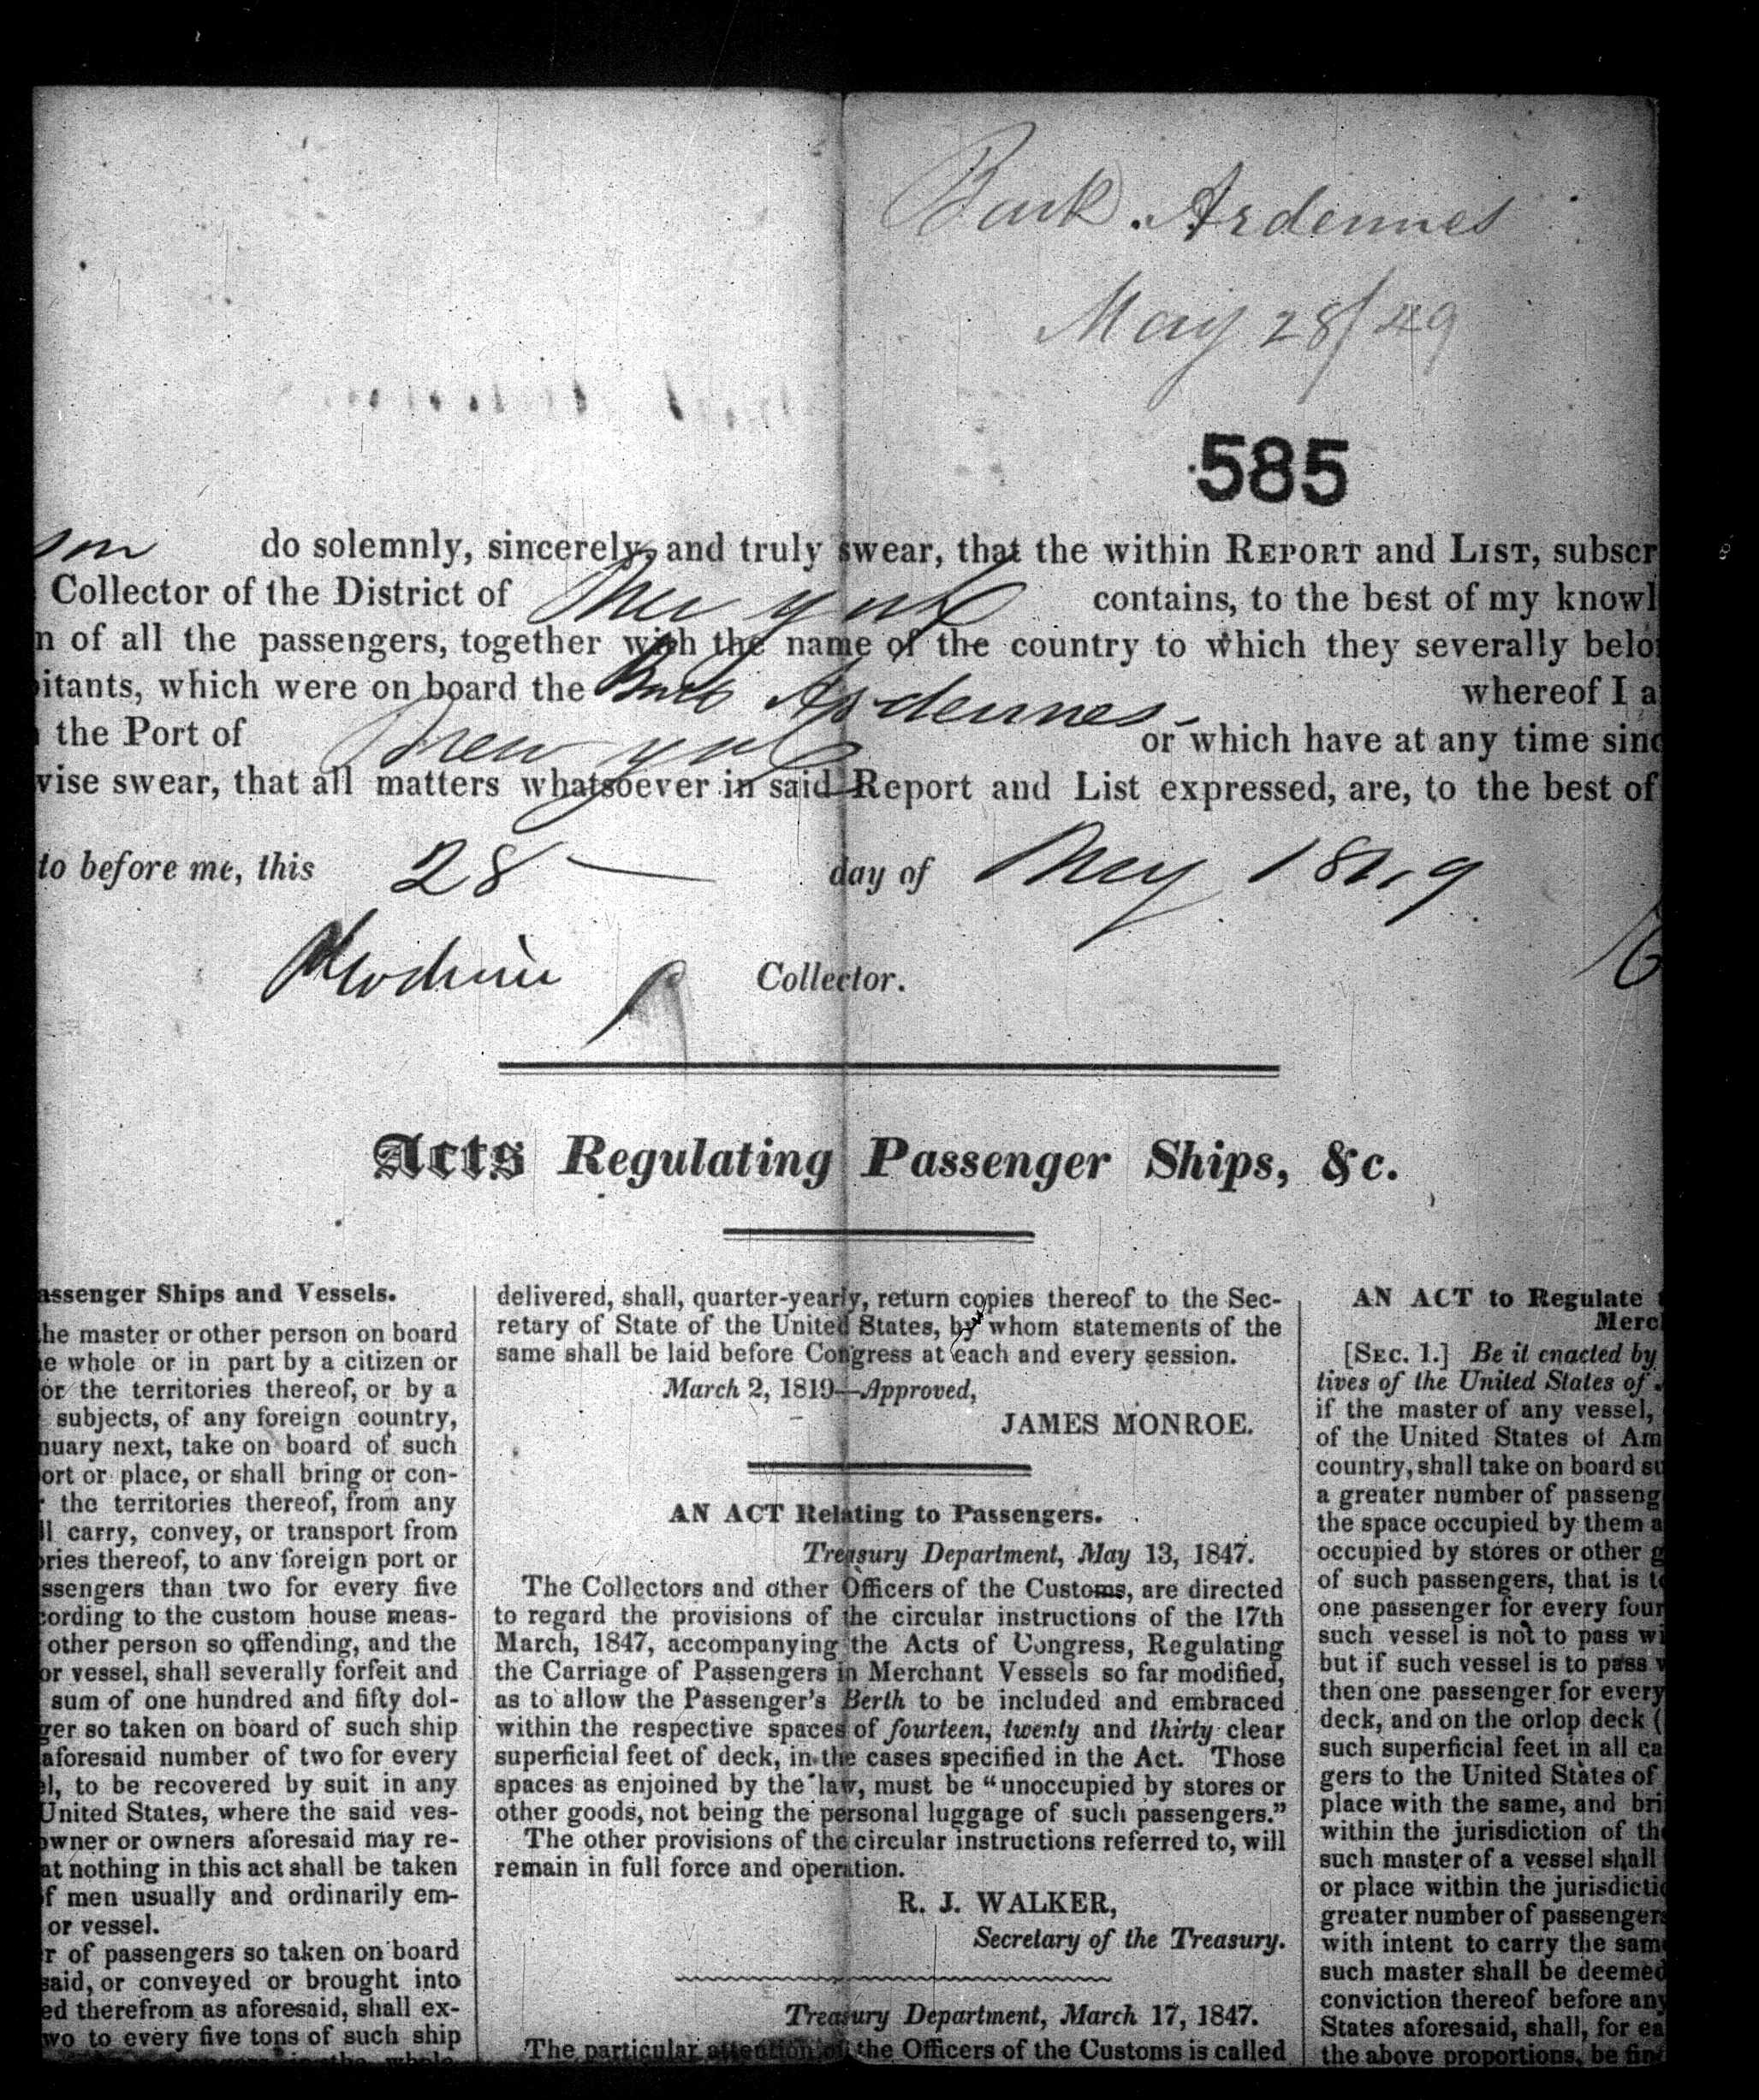 Bark Ardennes
May 28/49
585
son do solemnly, sincerely, and truly swear, that the within REPORT and LIST, subscr
Collector of the District of New York contains, to the best of my knowl
n of all the passengers, together with the name of the country to which they severally belo
itants, which were on board the Bark Ardennes whereof I a
the Port of New York or which have at any time sinc
vise swear, that all matters whatsoever in said Report and List expressed, are, to the best of
to before me, this 28 day of May 1849
Collector.
Acts Regulating Passenger Ships, &c.
assenger Ships and Vessels.
he master or other person on board
e whole or in part by a citizen or
or the territories thereof, or by a
subjects, of any foreign country,
nuary next, take on board of such
ort or place, or shall bring or con-
r the territories thereof, from any
ll carry, convey, or transport from
ories thereof, to any foreign port or
ssengers than two for every five
cording to the custom house meas-
other person so offending, and the
or vessel, shall severally forfeit and
sum of one hundred and fifty dol-
ger so taken on board of such ship
aforesaid number of two for every
el, to be recovered by suit in any
United States, where the said ves-
owner or owners aforesaid may re-
at nothing in this act shall be taken
f men usually and ordinarily em-
or vessel.
r of passengers so taken on board
said, or conveyed or brought into
ed therefrom as aforesaid, shall ex-
wo to every five tons of such ship
delivered, shall, quarter-yearly, return copies thereof to the Sec-
retary of State of the United States, by whom statements of the
same shall be laid before Congress at each and every session.
March 2, 1819—Approved,
JAMES MONROE.
AN ACT Relating to Passengers.
Treasury Department, May 13, 1847.
The Collectors and other Officers of the Customs, are directed
to regard the provisions of the circular instructions of the 17th
March, 1847, accompanying the Acts of Congress, Regulating
the Carriage of Passengers in Merchant Vessels so far modified,
as to allow the Passenger's Berth to be included and embraced
within the respective spaces of fourteen, twenty and thirty clear
superficial feet of deck, in the cases specified in the Act. Those
spaces as enjoined by the law, must be "unoccupied by stores or
other goods, not being the personal luggage of such passengers."
The other provisions of the circular instructions referred to, will
remain in full force and operation.
R. J. WALKER,
Secretary of the Treasury.
Treasury Department, March 17, 1847.
The particular attention of the Officers of the Customs is called
AN ACT to Regulate
Merc
[SEC. 1.] Be it enacted by
tives of the United States of
if the master of any vessel,
of the United States of Am
country, shall take on board su
a greater number of passeng
the space occupied by them a
occupied by stores or other g
of such passengers, that is to
one passenger for every four
such vessel is not to pass wi
but if such vessel is to pass w
then one passenger for every
deck, and on the orlop deck (
such superficial feet in all ca
gers to the United States of
place with the same, and bri
within the jurisdiction of the
such master of a vessel shall
or place within the jurisdictio
greater number of passengers
with intent to carry the same
such master shall be deemed
conviction thereof before any
States aforesaid, shall, for ea
the above proportions, be fin